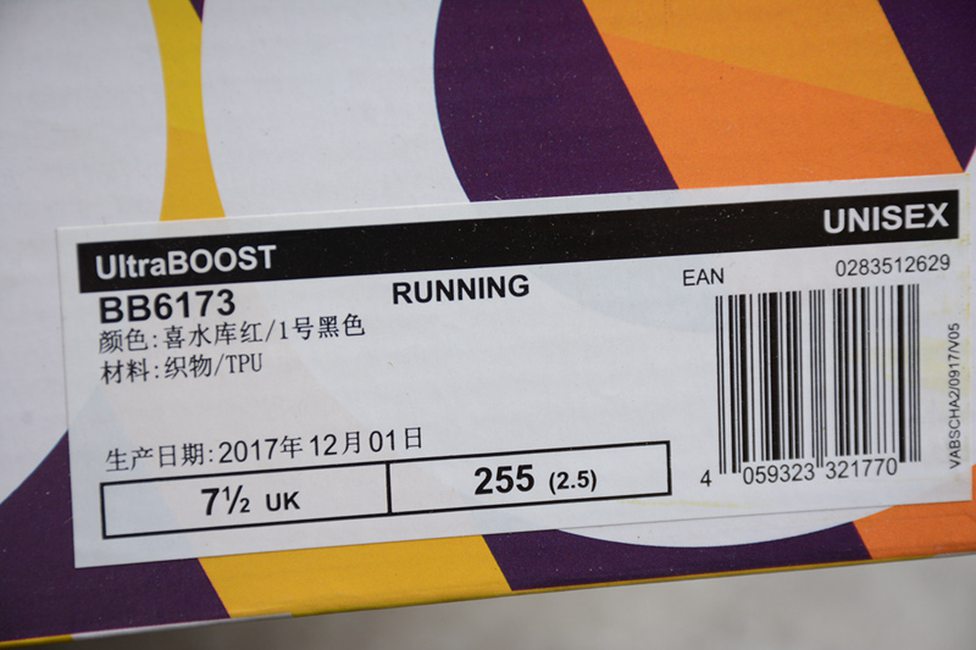 UltraBOOST
UNISEX
BB6173
RUNNING
EAN
0283512629
颜色:喜水库红/1号黑色
材料:织物/TPU
生产日期:2017年12月01日
7½ UK
255 (2.5)
4 059323 321770
VABSCHA2/0917/V05